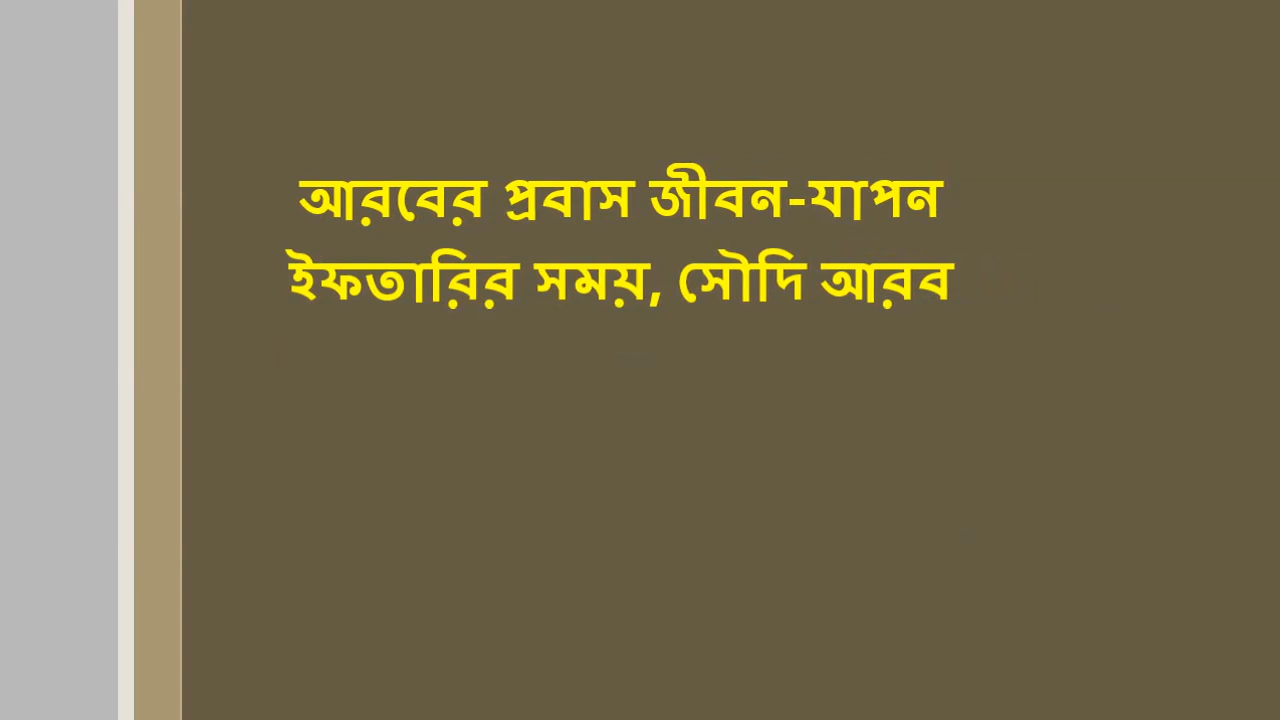 আরবের প্রবাস জীবন-যাপন
ইফতারির সময়, সৌদি আরব